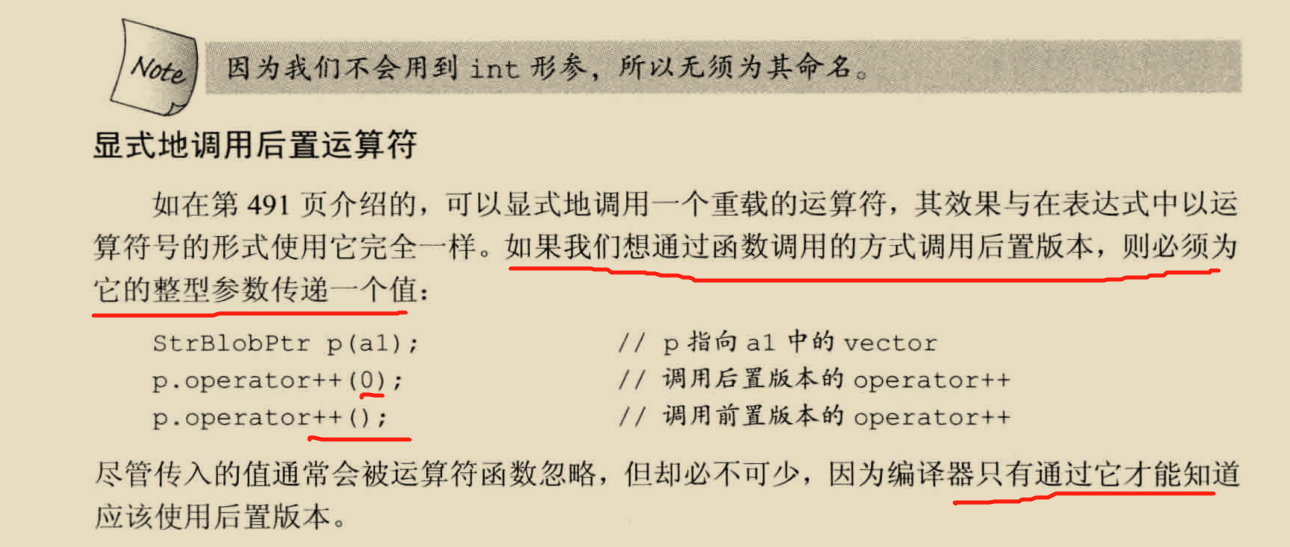 Note
因为我们不会用到 int 形参，所以无须为其命名。
显式地调用后置运算符
如在第 491 页介绍的，可以显式地调用一个重载的运算符，其效果与在表达式中以运
算符号的形式使用它完全一样。如果我们想通过函数调用的方式调用后置版本，则必须为
它的整型参数传递一个值：
StrBlobPtr p(a1); // p 指向 a1 中的 vector
p.operator++(0); // 调用后置版本的 operator++
p.operator++(); // 调用前置版本的 operator++
尽管传入的值通常会被运算符函数忽略，但却必不可少，因为编译器只有通过它才能知道
应该使用后置版本。